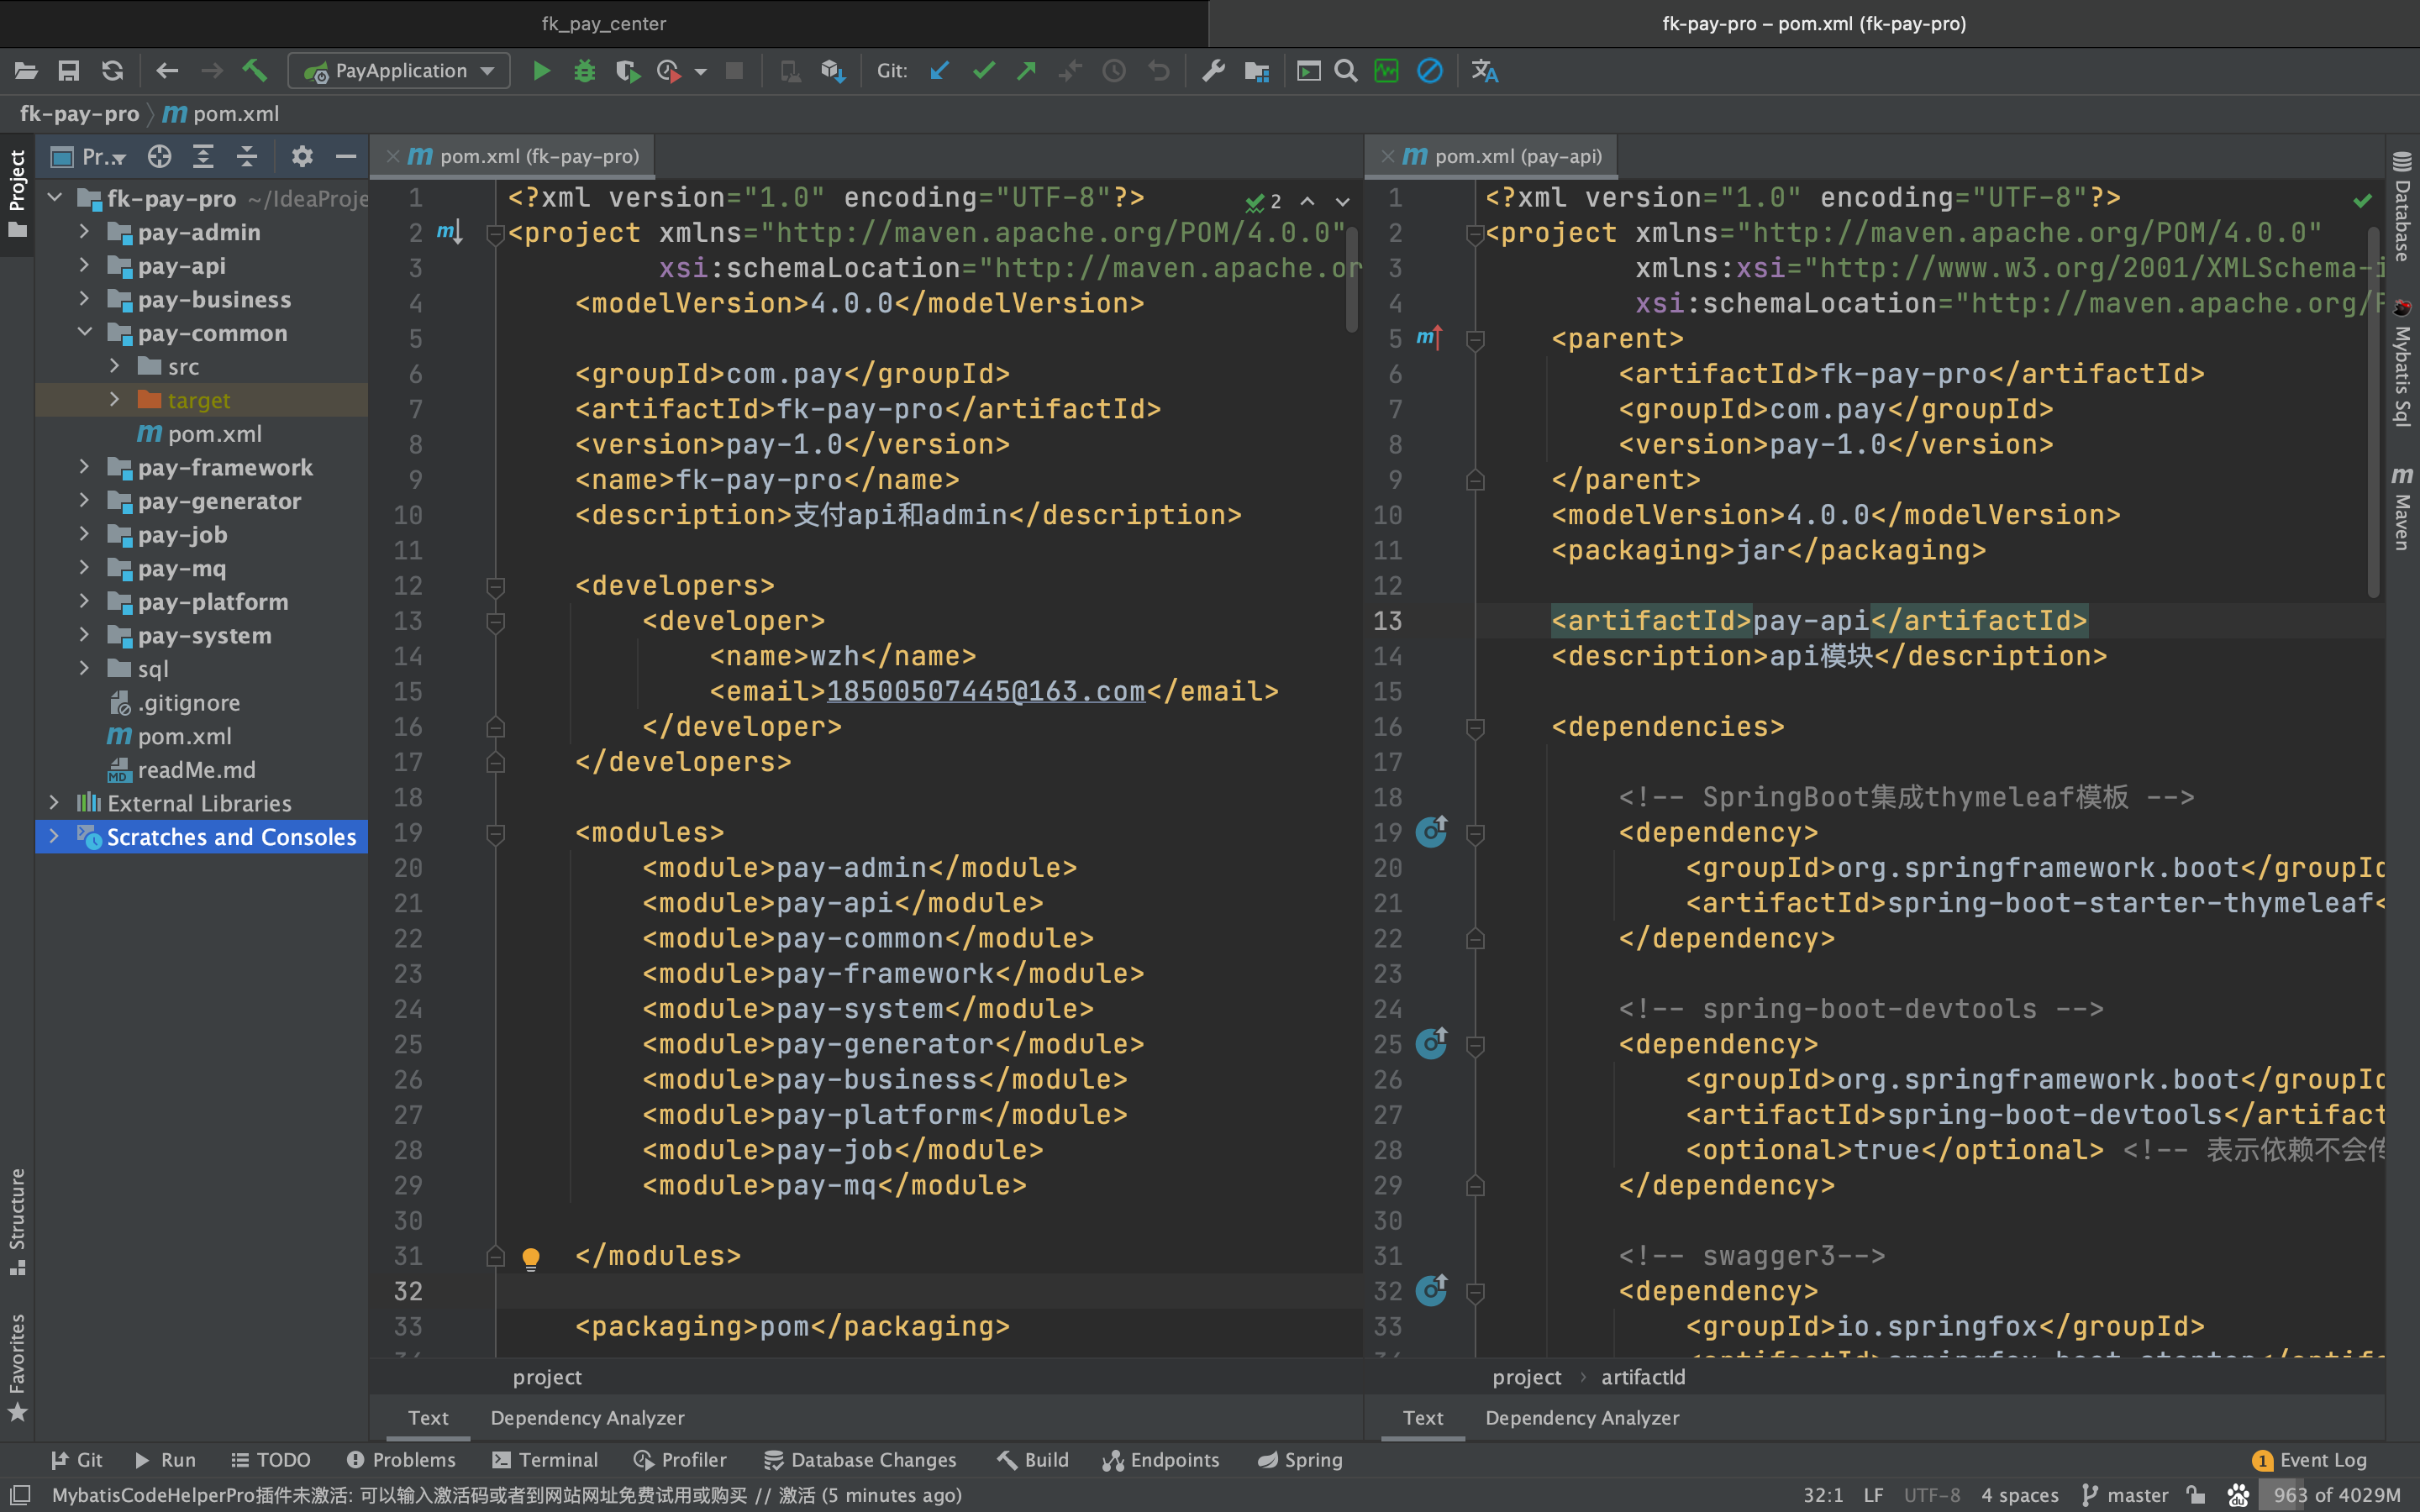 fk_pay_center
fk-pay-pro – pom.xml (fk-pay-pro)
PayApplication
Git:
fk-pay-pro
pom.xml
Project
Pr...
fk-pay-pro ~/IdeaProje
pay-admin
pay-api
pay-business
pay-common
src
target
pom.xml
pay-framework
pay-generator
pay-job
pay-mq
pay-platform
pay-system
sql
.gitignore
pom.xml
readMe.md
External Libraries
Scratches and Consoles
Structure
Favorites
pom.xml (fk-pay-pro)
2
1 <?xml version="1.0" encoding="UTF-8"?>
2 <project xmlns="http://maven.apache.org/POM/4.0.0"
3 xsi:schemaLocation="http://maven.apache.or
4 <modelVersion>4.0.0</modelVersion>
5
6 <groupId>com.pay</groupId>
7 <artifactId>fk-pay-pro</artifactId>
8 <version>pay-1.0</version>
9 <name>fk-pay-pro</name>
10 <description>支付api和admin</description>
11
12 <developers>
13 <developer>
14 <name>wzh</name>
15 <email>18500507445@163.com</email>
16 </developer>
17 </developers>
18
19 <modules>
20 <module>pay-admin</module>
21 <module>pay-api</module>
22 <module>pay-common</module>
23 <module>pay-framework</module>
24 <module>pay-system</module>
25 <module>pay-generator</module>
26 <module>pay-business</module>
27 <module>pay-platform</module>
28 <module>pay-job</module>
29 <module>pay-mq</module>
30
31 </modules>
32
33 <packaging>pom</packaging>
project
Text Dependency Analyzer
pom.xml (pay-api)
1 <?xml version="1.0" encoding="UTF-8"?>
2 <project xmlns="http://maven.apache.org/POM/4.0.0"
3 xmlns:xsi="http://www.w3.org/2001/XMLSchema-i
4 xsi:schemaLocation="http://maven.apache.org/P
5 <parent>
6 <artifactId>fk-pay-pro</artifactId>
7 <groupId>com.pay</groupId>
8 <version>pay-1.0</version>
9 </parent>
10 <modelVersion>4.0.0</modelVersion>
11 <packaging>jar</packaging>
12
13 <artifactId>pay-api</artifactId>
14 <description>api模块</description>
15
16 <dependencies>
17
18 <!-- SpringBoot集成thymeleaf模板 -->
19 <dependency>
20 <groupId>org.springframework.boot</groupId
21 <artifactId>spring-boot-starter-thymeleaf<
22 </dependency>
23
24 <!-- spring-boot-devtools -->
25 <dependency>
26 <groupId>org.springframework.boot</groupId
27 <artifactId>spring-boot-devtools</artifact
28 <optional>true</optional> <!-- 表示依赖不会传
29 </dependency>
30
31 <!-- swagger3-->
32 <dependency>
33 <groupId>io.springfox</groupId>
project > artifactId
Text Dependency Analyzer
Database
Mybatis Sql
Maven
Git Run TODO Problems Terminal Profiler Database Changes Build Endpoints Spring
1 Event Log
MybatisCodeHelperPro插件未激活: 可以输入激活码或者到网站网址免费试用或购买 // 激活 (5 minutes ago)
32:1 LF UTF-8 4 spaces master
963 of 4029M